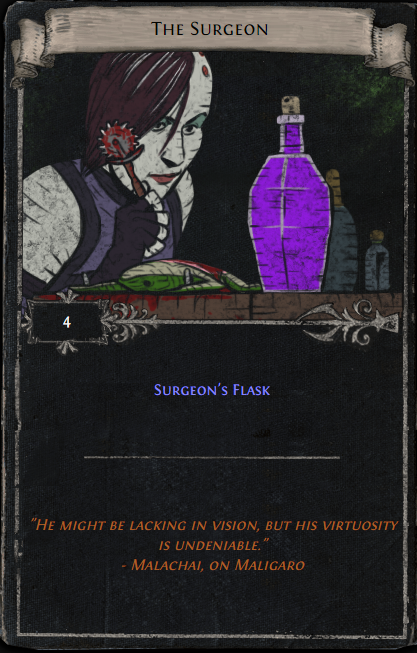 The Surgeon
4
Surgeon's Flask
"He might be lacking in vision, but his virtuosity
is undeniable."
- Malachai, on Maligaro